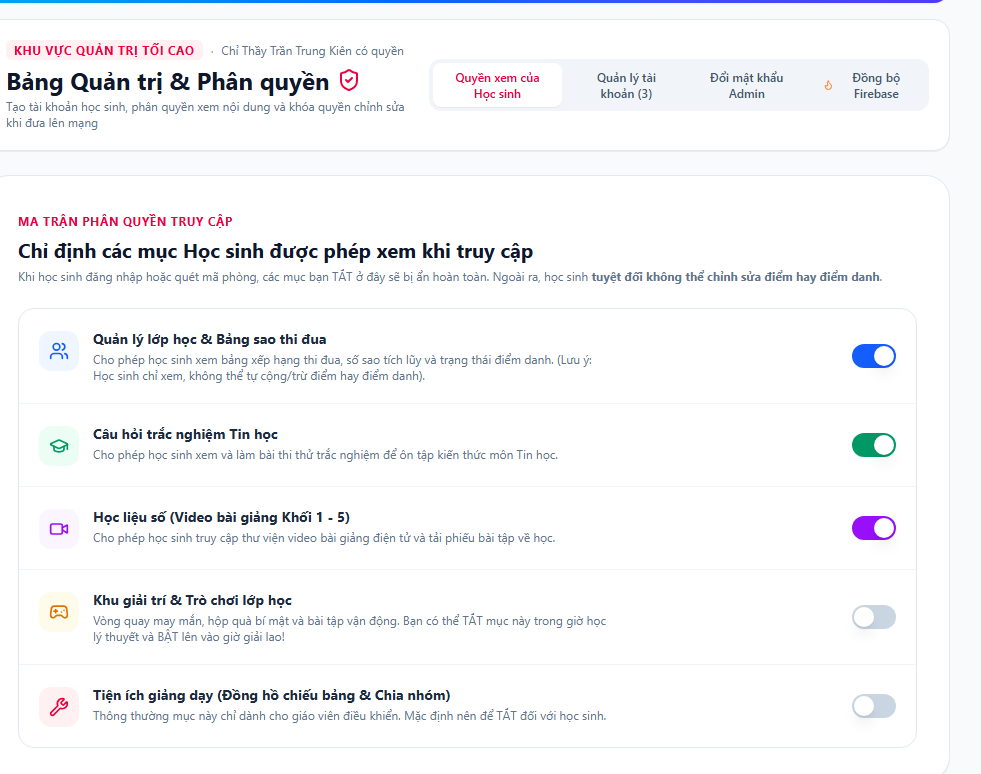 KHU VỰC QUẢN TRỊ TỐI CAO · Chỉ Thầy Trần Trung Kiên có quyền
Bảng Quản trị & Phân quyền
Tạo tài khoản học sinh, phân quyền xem nội dung và khóa quyền chỉnh sửa
khi đưa lên mạng
Quyền xem của
Học sinh
Quản lý tài
khoản (3)
Đổi mật khẩu
Admin
Đồng bộ
Firebase
MA TRẬN PHÂN QUYỀN TRUY CẬP
Chỉ định các mục Học sinh được phép xem khi truy cập
Khi học sinh đăng nhập hoặc quét mã phòng, các mục bạn TẮT ở đây sẽ bị ẩn hoàn toàn. Ngoài ra, học sinh tuyệt đối không thể chỉnh sửa điểm hay điểm danh.
Quản lý lớp học & Bảng sao thi đua
Cho phép học sinh xem bảng xếp hạng thi đua, số sao tích lũy và trạng thái điểm danh. (Lưu ý:
Học sinh chỉ xem, không thể tự cộng/trừ điểm hay điểm danh).
Câu hỏi trắc nghiệm Tin học
Cho phép học sinh xem và làm bài thi thử trắc nghiệm để ôn tập kiến thức môn Tin học.
Học liệu số (Video bài giảng Khối 1 - 5)
Cho phép học sinh truy cập thư viện video bài giảng điện tử và tải phiếu bài tập về học.
Khu giải trí & Trò chơi lớp học
Vòng quay may mắn, hộp quà bí mật và bài tập vận động. Bạn có thể TẮT mục này trong giờ học
lý thuyết và BẬT lên vào giờ giải lao!
Tiện ích giảng dạy (Đồng hồ chiếu bảng & Chia nhóm)
Thông thường mục này chỉ dành cho giáo viên điều khiển. Mặc định nên để TẮT đối với học sinh.